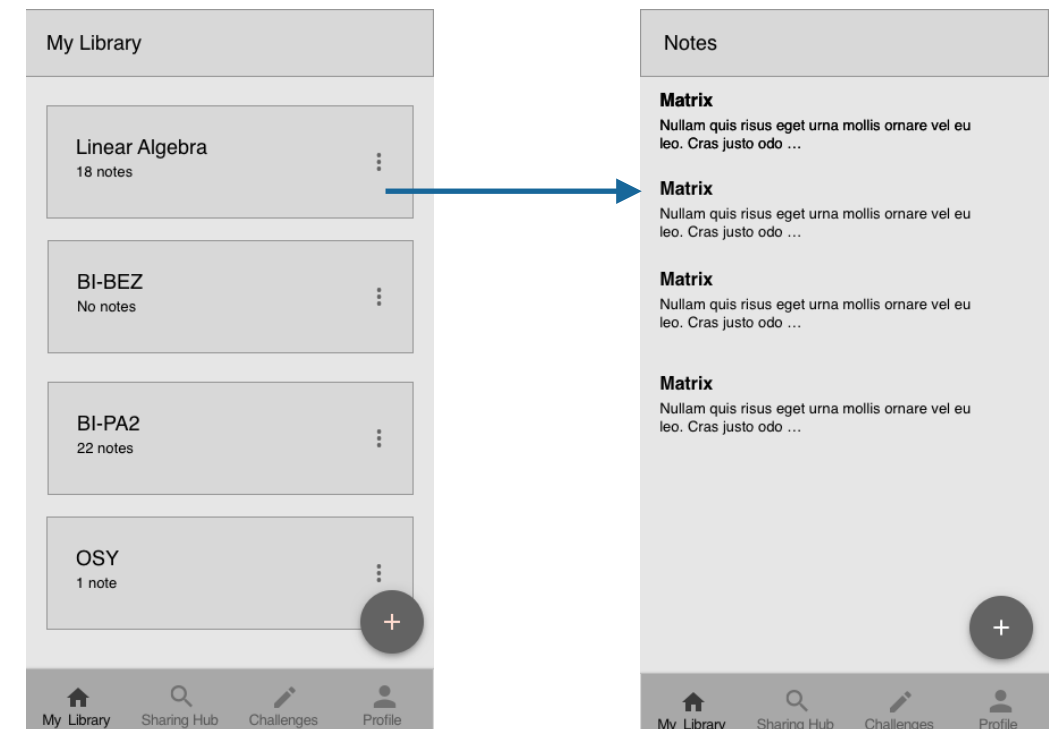 My Library
Linear Algebra
18 notes
BI-BEZ
No notes
BI-PA2
22 notes
OSY
1 note
+
My Library
Sharing Hub
Challenges
Profile
Notes
Matrix
Nullam quis risus eget urna mollis ornare vel eu
leo. Cras justo odo …
Matrix
Nullam quis risus eget urna mollis ornare vel eu
leo. Cras justo odo …
Matrix
Nullam quis risus eget urna mollis ornare vel eu
leo. Cras justo odo …
Matrix
Nullam quis risus eget urna mollis ornare vel eu
leo. Cras justo odo …
+
My Library
Sharing Hub
Challenges
Profile